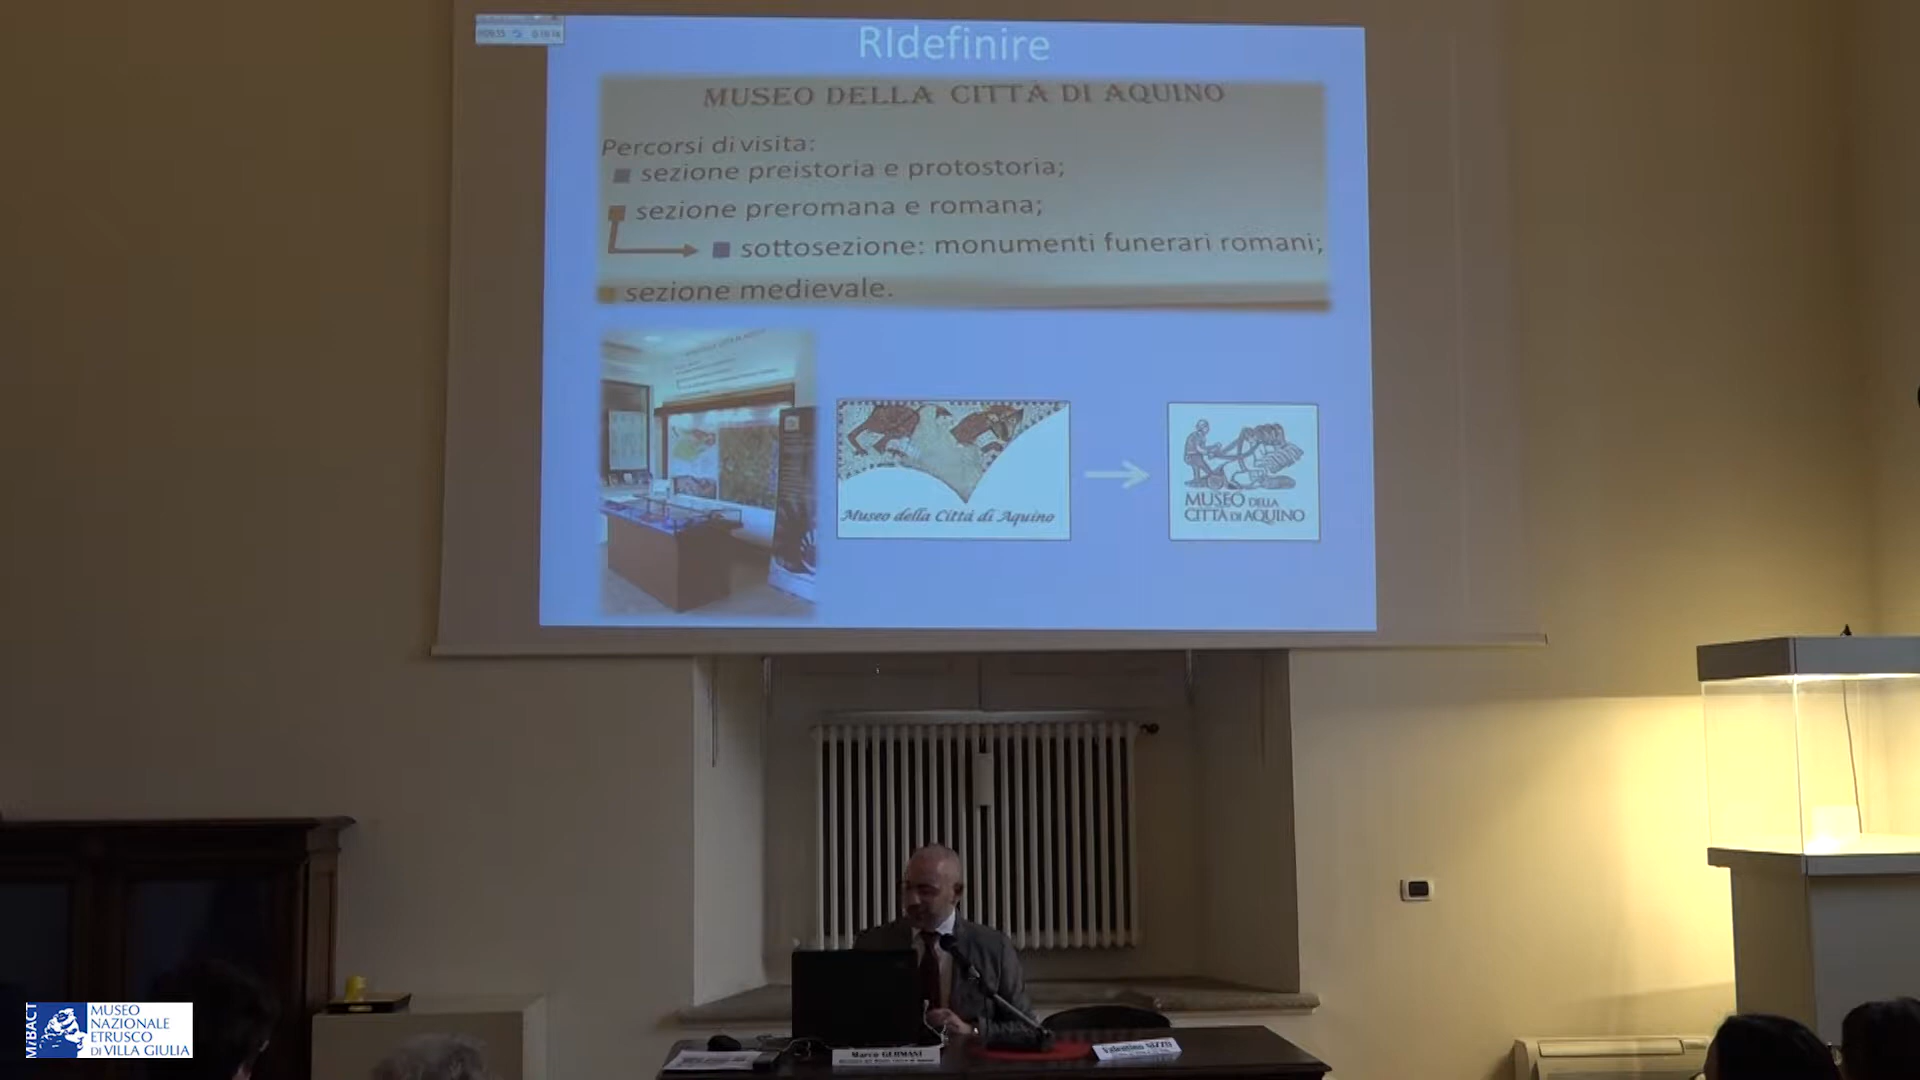 RIdefinire
MUSEO DELLA CITTÀ DI AQUINO
Percorsi di visita:
sezione preistoria e protostoria;
sezione preromana e romana;
sottosezione: monumenti funerari romani;
sezione medievale.
Museo della Città di Aquino
MUSEO DELLA
CITTÀ DI AQUINO
Marco GERMANI
Valentino NIZZO
MiBACT
MUSEO
NAZIONALE
ETRUSCO
DI VILLA GIULIA